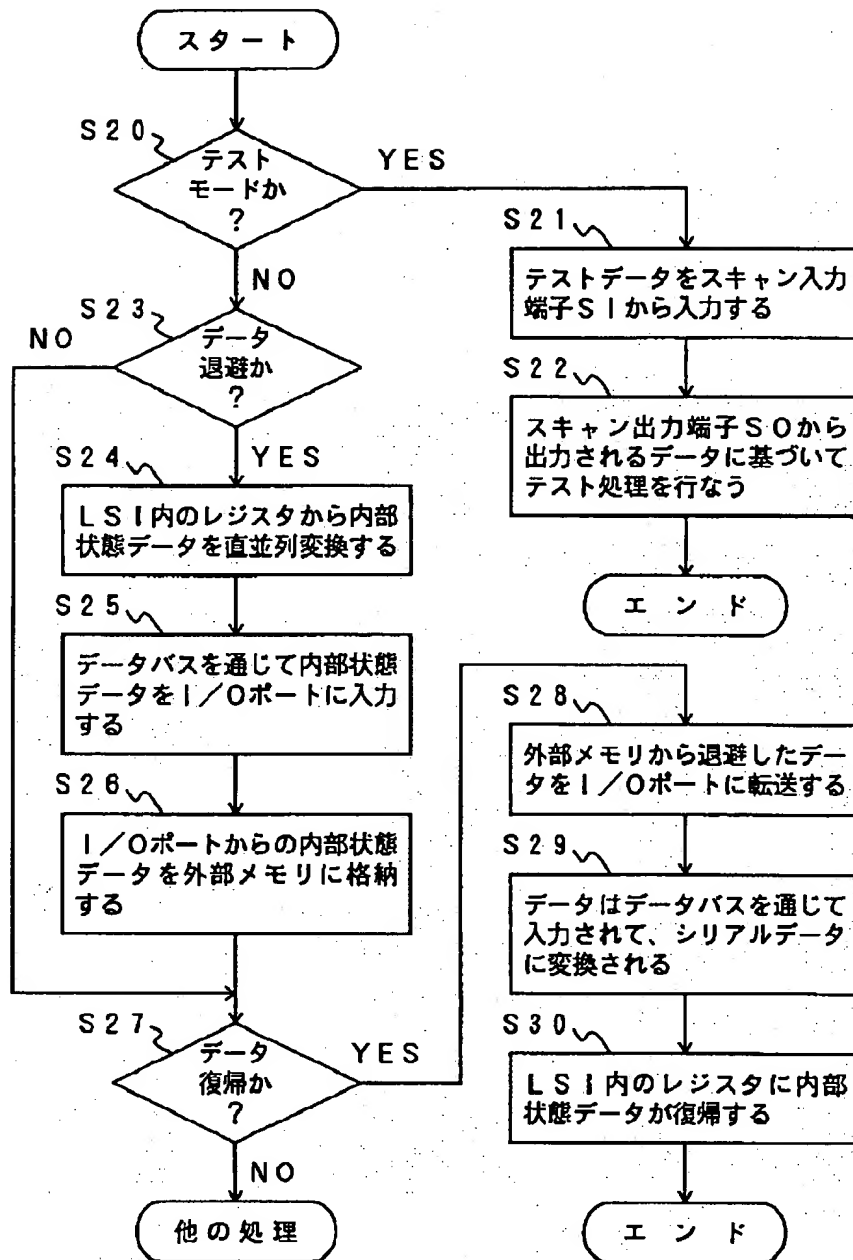 スタート
S20
テスト
モードか
?
YES
NO
S21
テストデータをスキャン入力
端子SIから入力する
S22
スキャン出力端子SOから
出力されるデータに基づいて
テスト処理を行なう
エンド
S23
データ
退避か
?
NO
YES
S24
LSI内のレジスタから内部
状態データを直並列変換する
S25
データバスを通じて内部状態
データをI/Oポートに入力
する
S26
I/Oポートからの内部状態
データを外部メモリに格納
する
S27
データ
復帰か
?
YES
NO
他の処理
S28
外部メモリから退避したデー
タをI/Oポートに転送する
S29
データはデータバスを通じて
入力されて、シリアルデータ
に変換される
S30
LSI内のレジスタに内部
状態データが復帰する
エンド